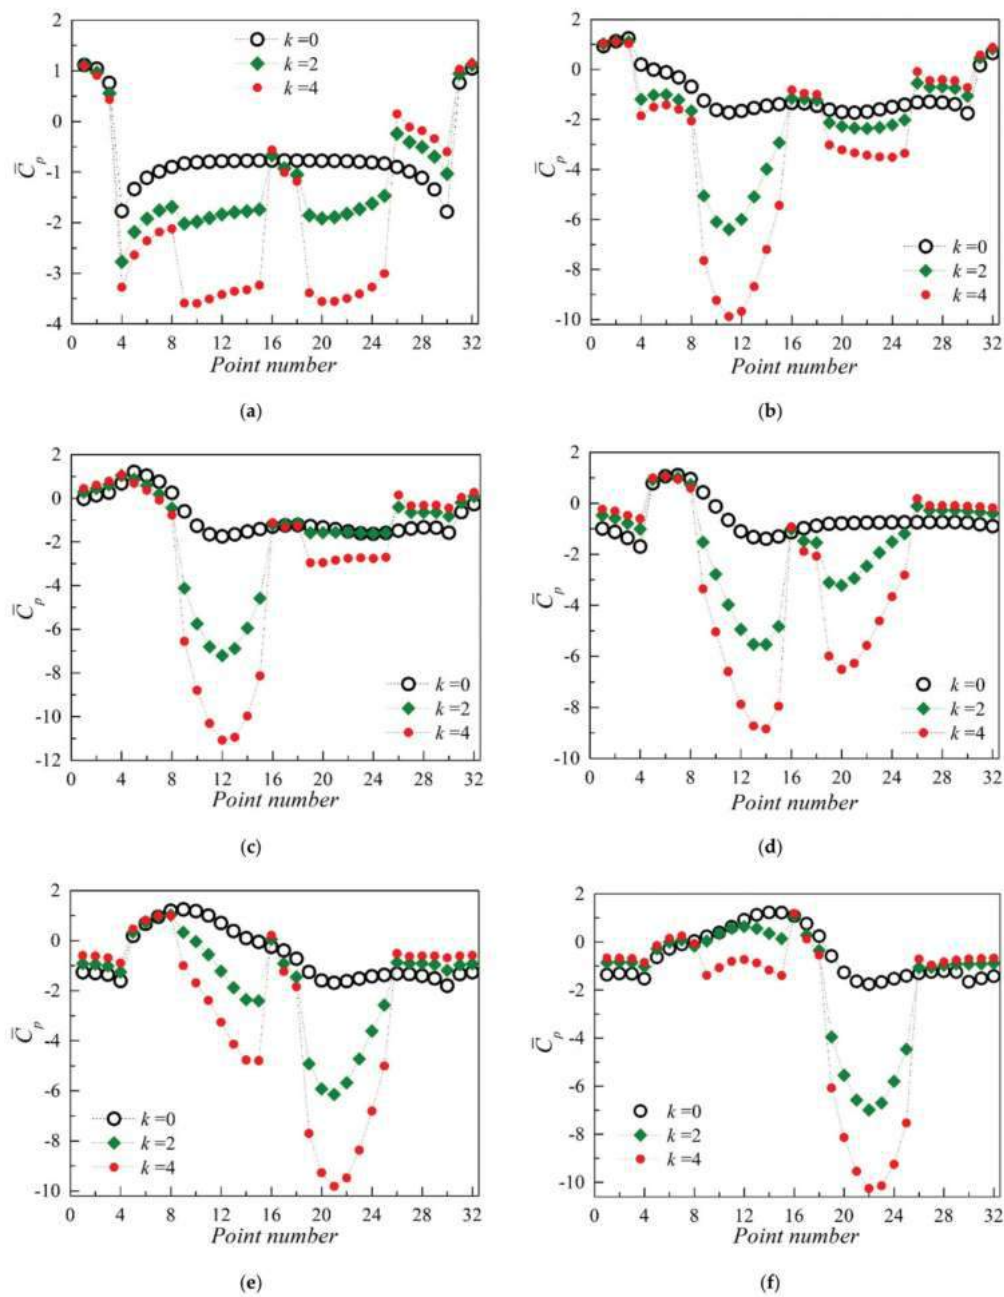 2
1
0
-1
-2
-3
-4
C̅p
k =0
k =2
k =4
0 4 8 12 16 20 24 28 32
Point number
(a)
2
0
-2
-4
-6
-8
-10
C̅p
k =0
k =2
k =4
0 4 8 12 16 20 24 28 32
Point number
(b)
2
0
-2
-4
-6
-8
-10
-12
C̅p
k =0
k =2
k =4
0 4 8 12 16 20 24 28 32
Point number
(c)
2
0
-2
-4
-6
-8
-10
C̅p
k =0
k =2
k =4
0 4 8 12 16 20 24 28 32
Point number
(d)
2
0
-2
-4
-6
-8
-10
C̅p
k =0
k =2
k =4
0 4 8 12 16 20 24 28 32
Point number
(e)
2
0
-2
-4
-6
-8
-10
C̅p
k =0
k =2
k =4
0 4 8 12 16 20 24 28 32
Point number
(f)